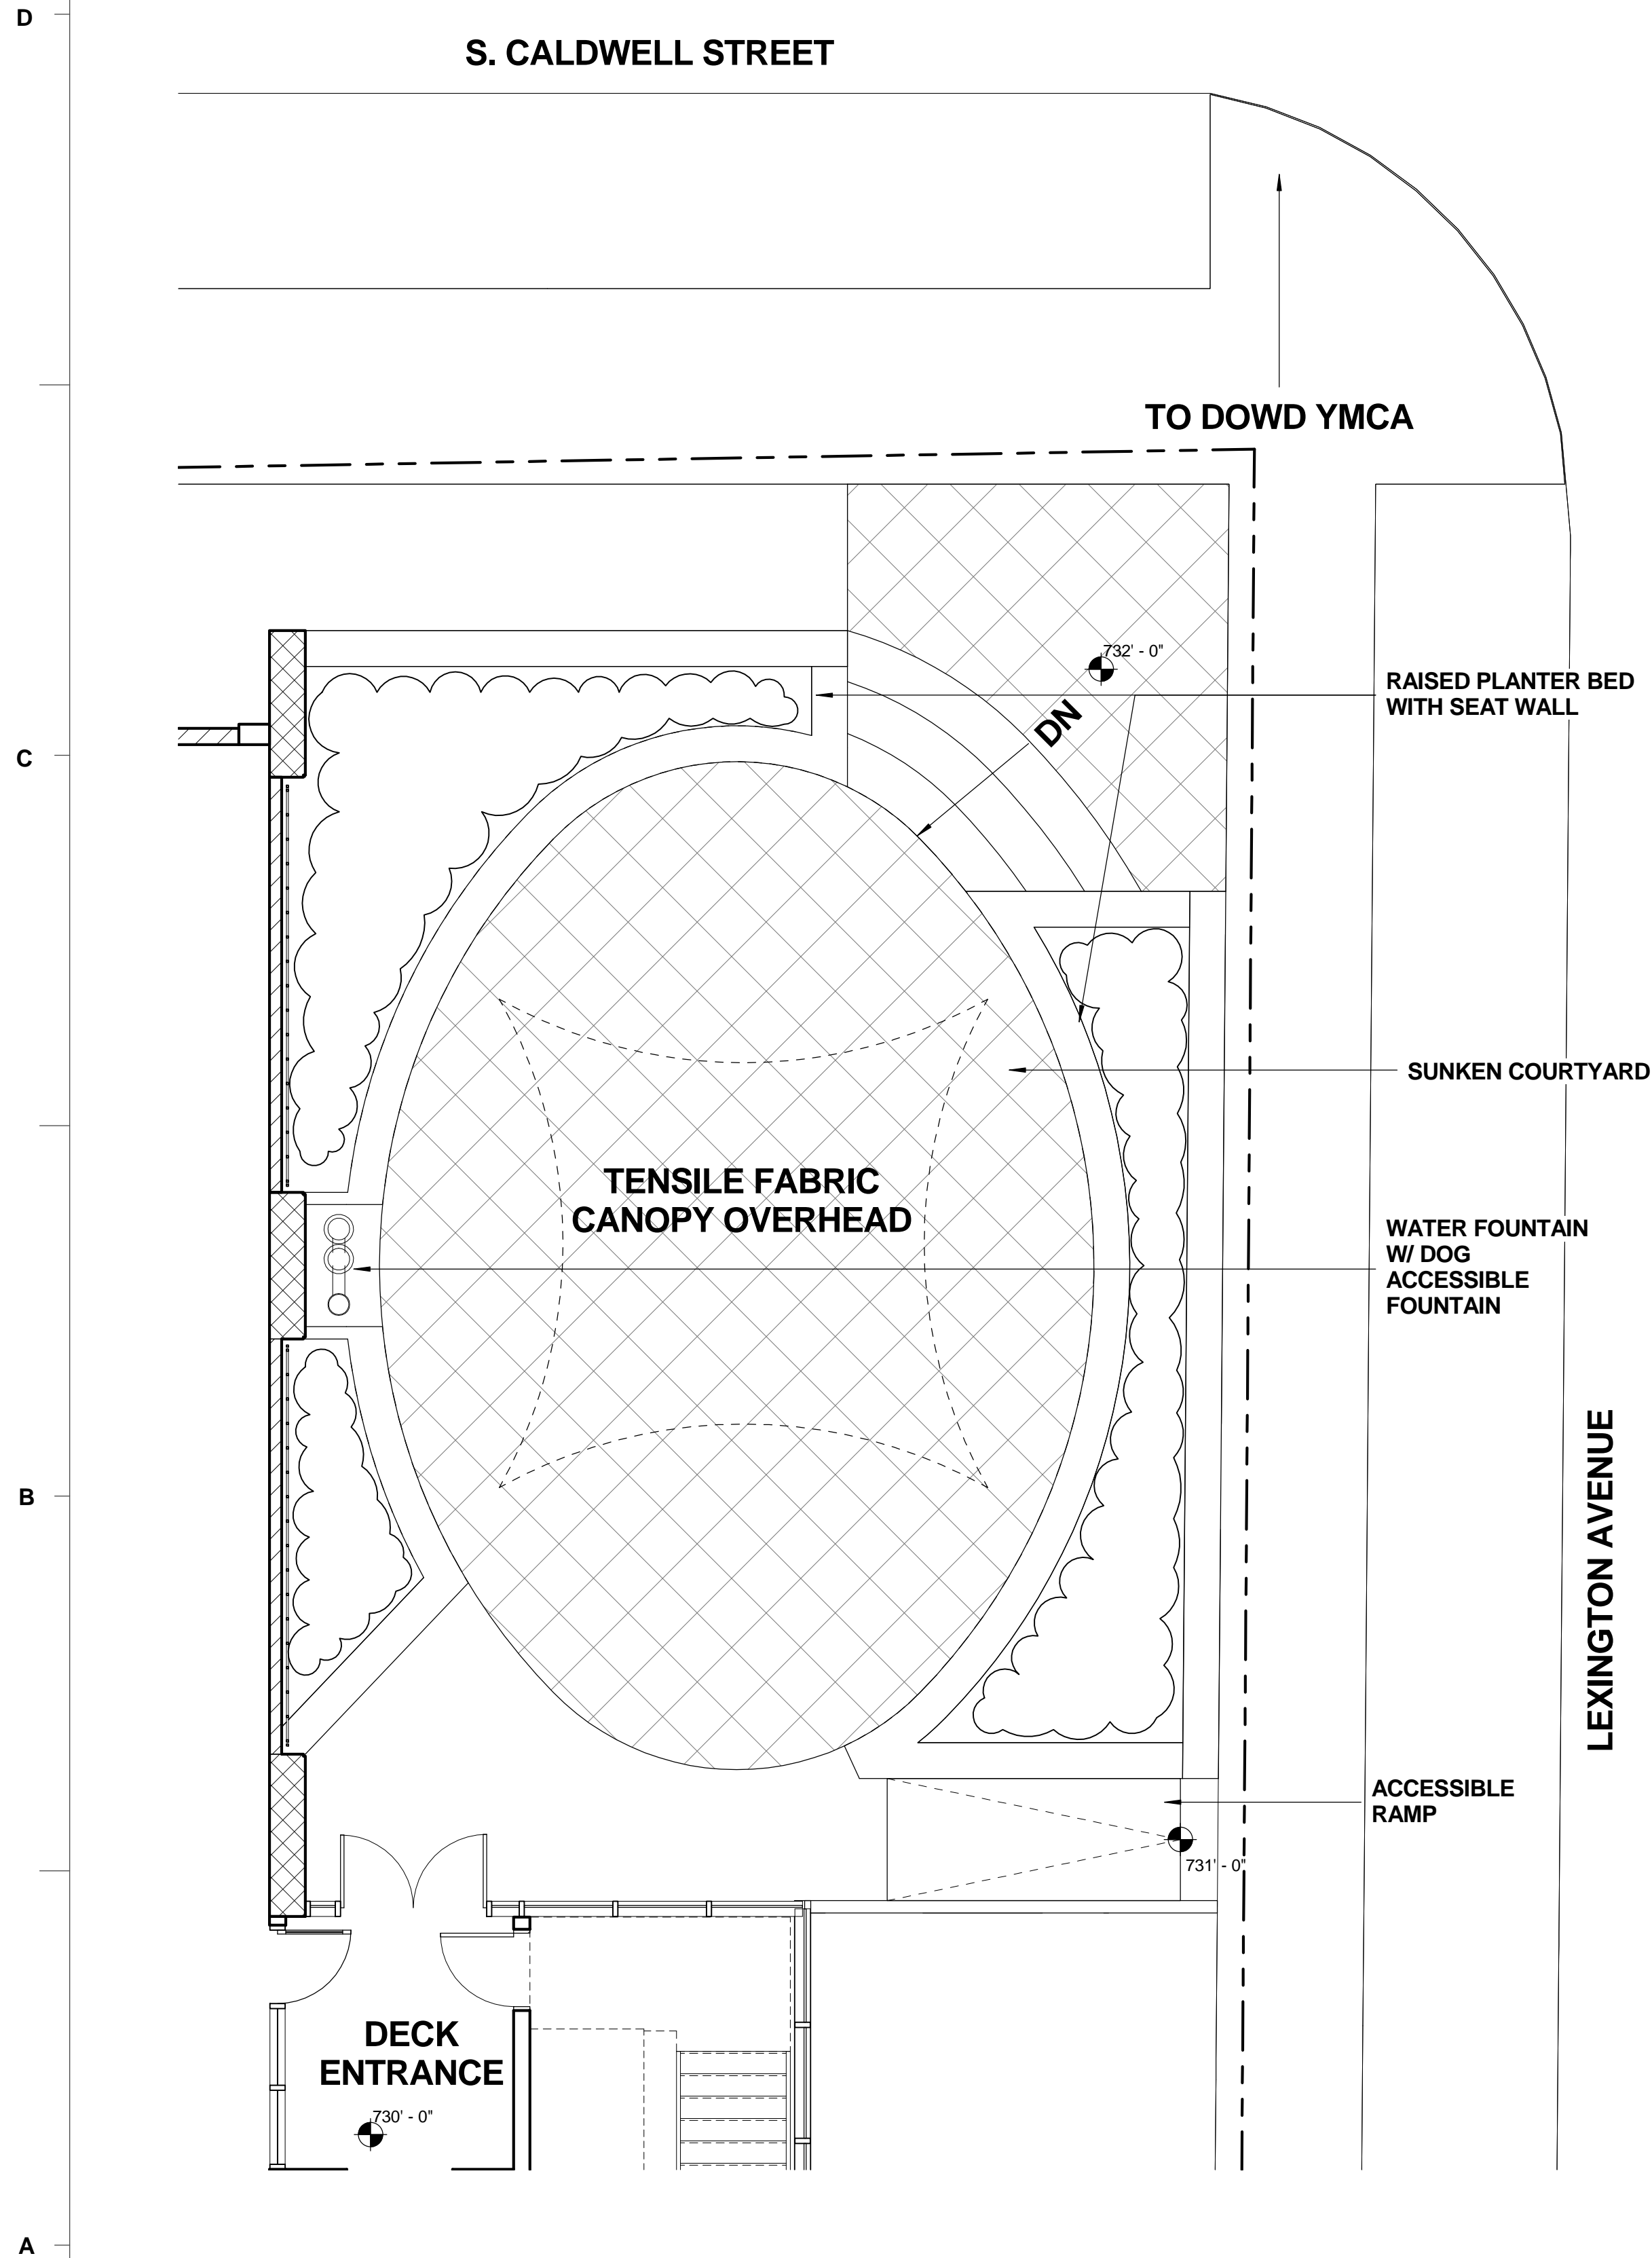 D
S. CALDWELL STREET
TO DOWD YMCA
732' - 0"
RAISED PLANTER BED
WITH SEAT WALL
DN
C
SUNKEN COURTYARD
TENSILE FABRIC
CANOPY OVERHEAD
WATER FOUNTAIN
W/ DOG
ACCESSIBLE
FOUNTAIN
B
LEXINGTON AVENUE
ACCESSIBLE
RAMP
731' - 0"
DECK
ENTRANCE
730' - 0"
A